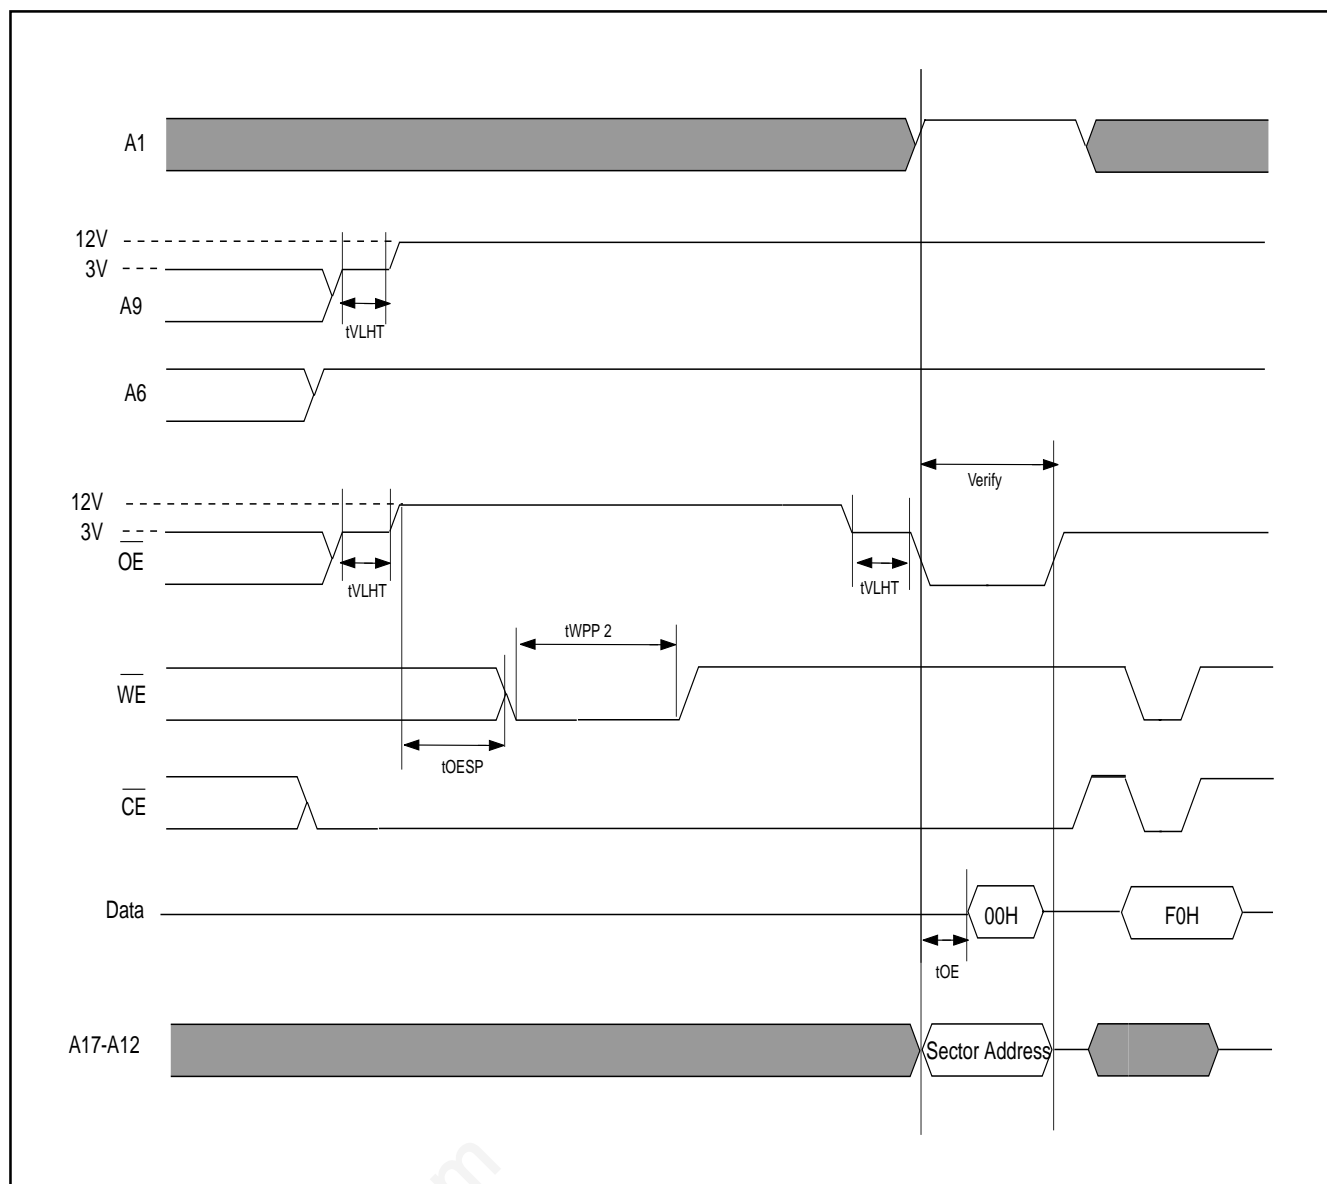 A1
12V
3V
A9
tVLHT
A6
Verify
12V
3V
OE
tVLHT
tVLHT
tWPP 2
WE
tOESP
CE
Data
00H
F0H
tOE
A17-A12
Sector Address
m